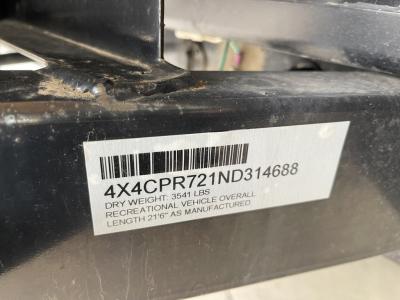 4X4CPR721ND314688
DRY WEIGHT: 3541 LBS
RECREATIONAL VEHICLE OVERALL
LENGTH 21'6" AS MANUFACTURED